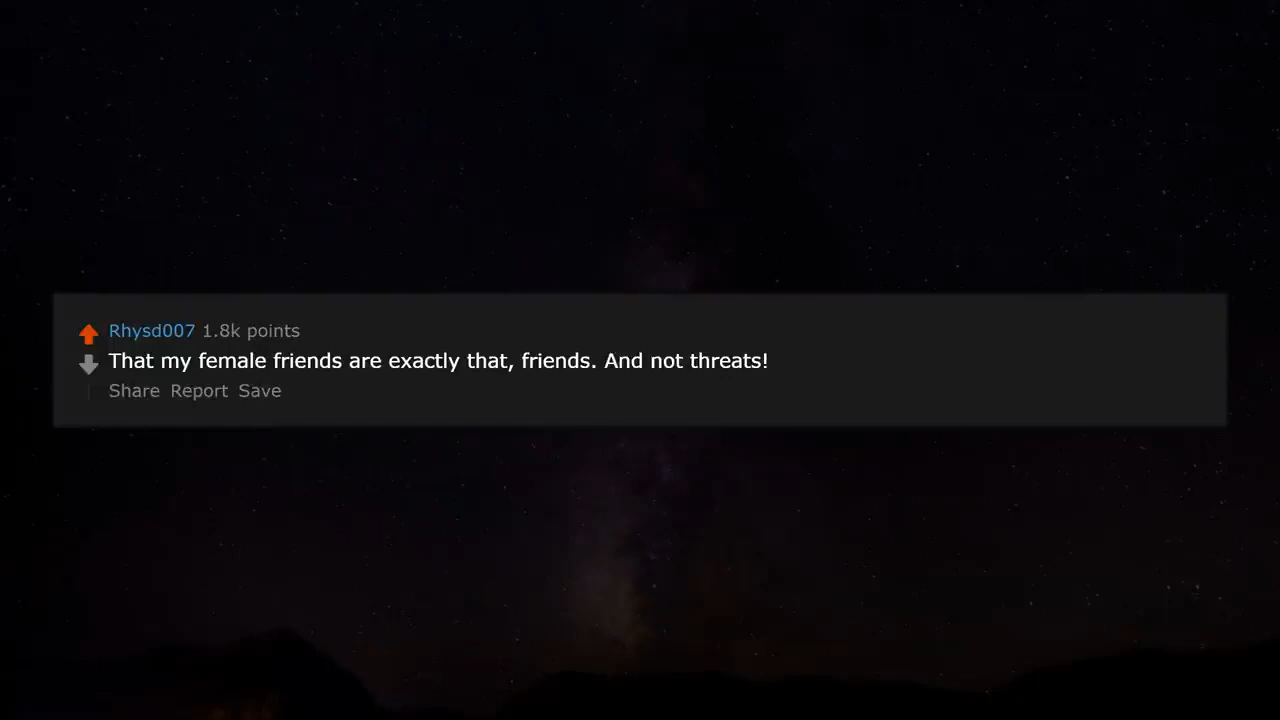 Rhysd007 1.8k points
That my female friends are exactly that, friends. And not threats!
Share Report Save